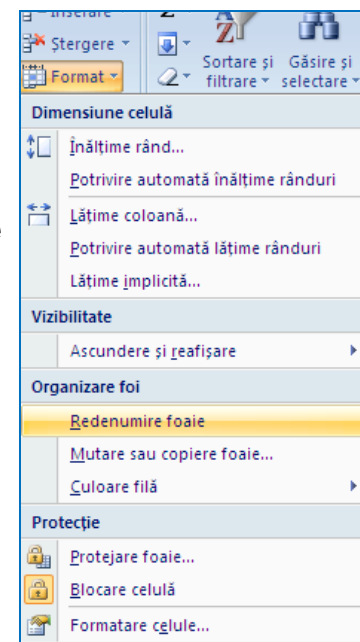 Inserare
Ștergere
Format
Sortare și
filtrare
Găsire și
selectare
Dimensiune celulă
Înălțime rând...
Potrivire automată înălțime rânduri
Lățime coloană...
Potrivire automată lățime rânduri
Lățime implicită...
Vizibilitate
Ascundere și reafișare
Organizare foi
Redenumire foaie
Mutare sau copiere foaie...
Culoare filă
Protecție
Protejare foaie...
Blocare celulă
Formatare celule...